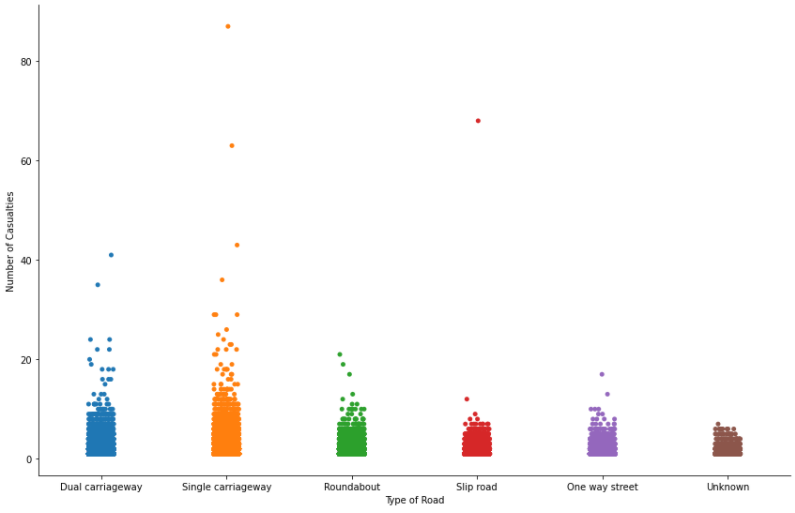 80
60
40
20
0
Number of Casualties
Dual carriageway Single carriageway Roundabout Slip road One way street Unknown
Type of Road